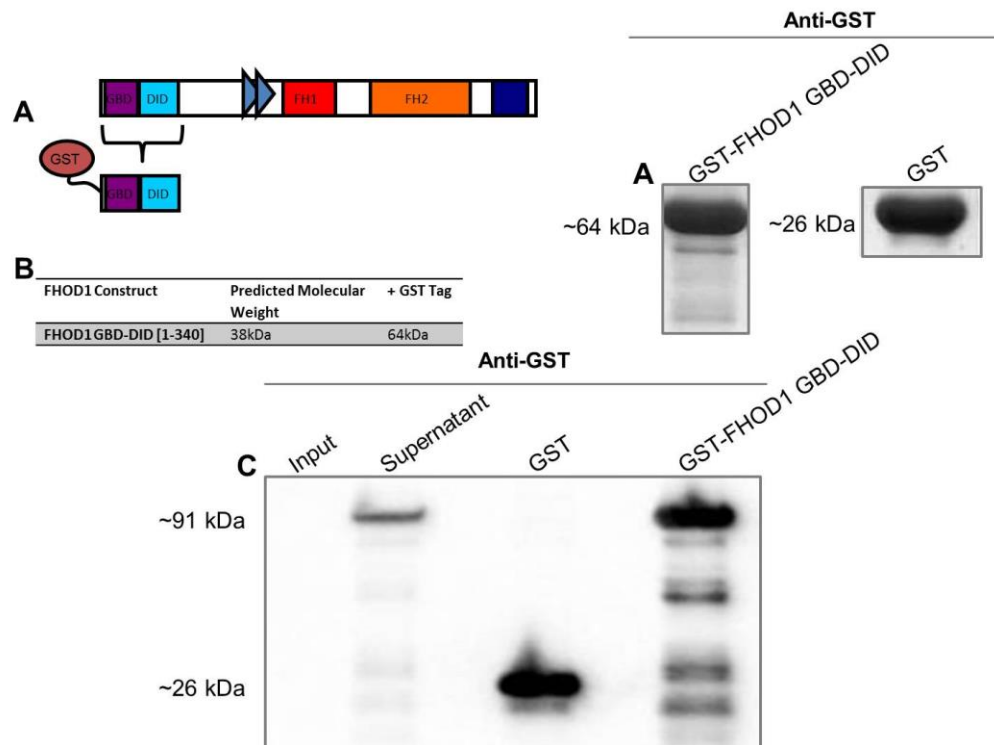 Anti-GST
A
GBD DID FH1 FH2
GST
GBD DID
A
GST-FHOD1 GBD-DID
GST
~64 kDa
~26 kDa
B
FHOD1 Construct Predicted Molecular Weight + GST Tag
FHOD1 GBD-DID [1-340] 38kDa 64kDa
Anti-GST
C
Input
Supernatant
GST
GST-FHOD1 GBD-DID
~91 kDa
~26 kDa